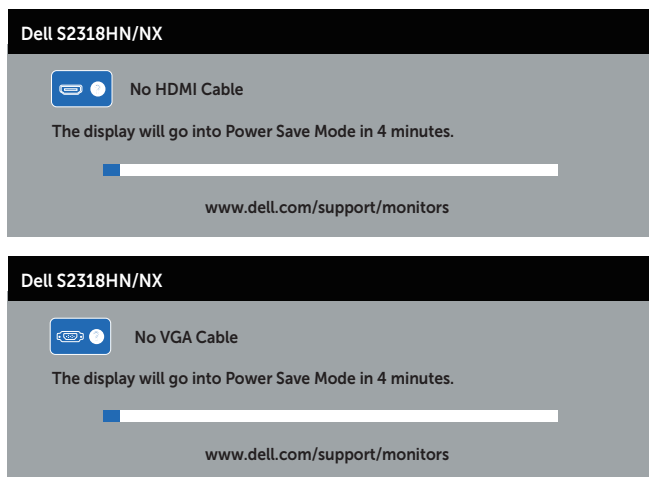 Dell S2318HN/NX
No HDMI Cable
The display will go into Power Save Mode in 4 minutes.
www.dell.com/support/monitors
Dell S2318HN/NX
No VGA Cable
The display will go into Power Save Mode in 4 minutes.
www.dell.com/support/monitors